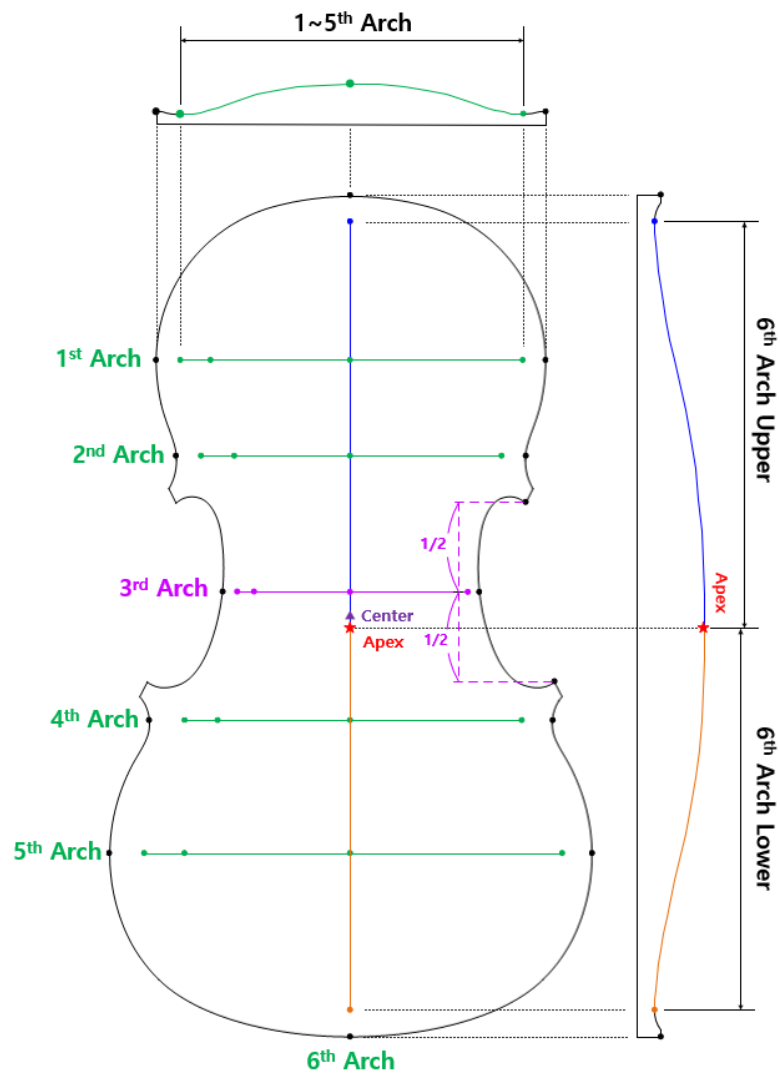 1~5th Arch
1st Arch
2nd Arch
6th Arch Upper
1/2
3rd Arch
Apex
Center
Apex
1/2
4th Arch
6th Arch Lower
5th Arch
6th Arch